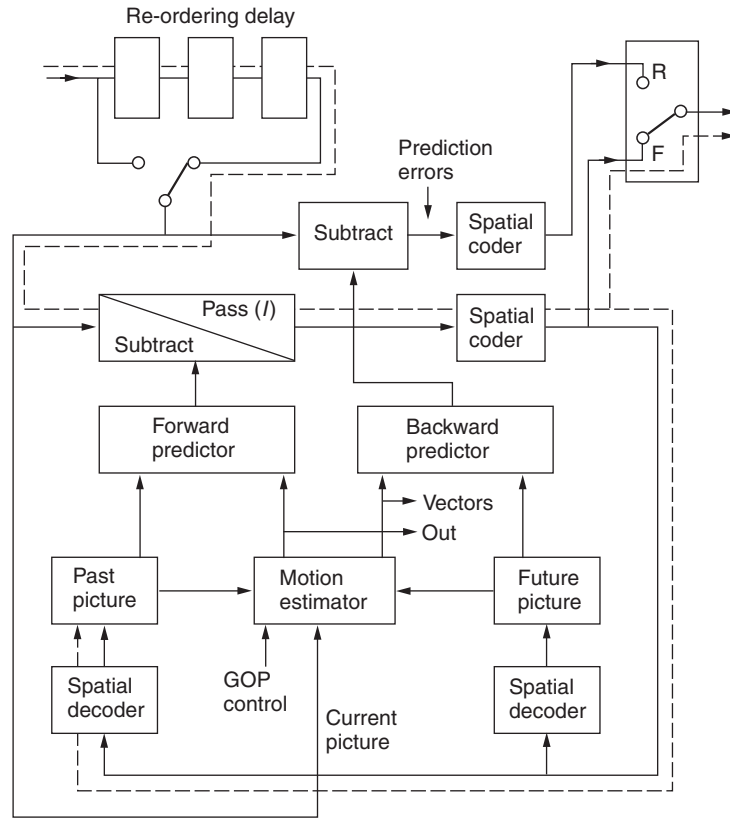 Re-ordering delay
R
F
Prediction
errors
Subtract
Spatial
coder
Pass (I)
Subtract
Spatial
coder
Forward
predictor
Backward
predictor
Vectors
Out
Past
picture
Motion
estimator
Future
picture
Spatial
decoder
GOP
control
Current
picture
Spatial
decoder